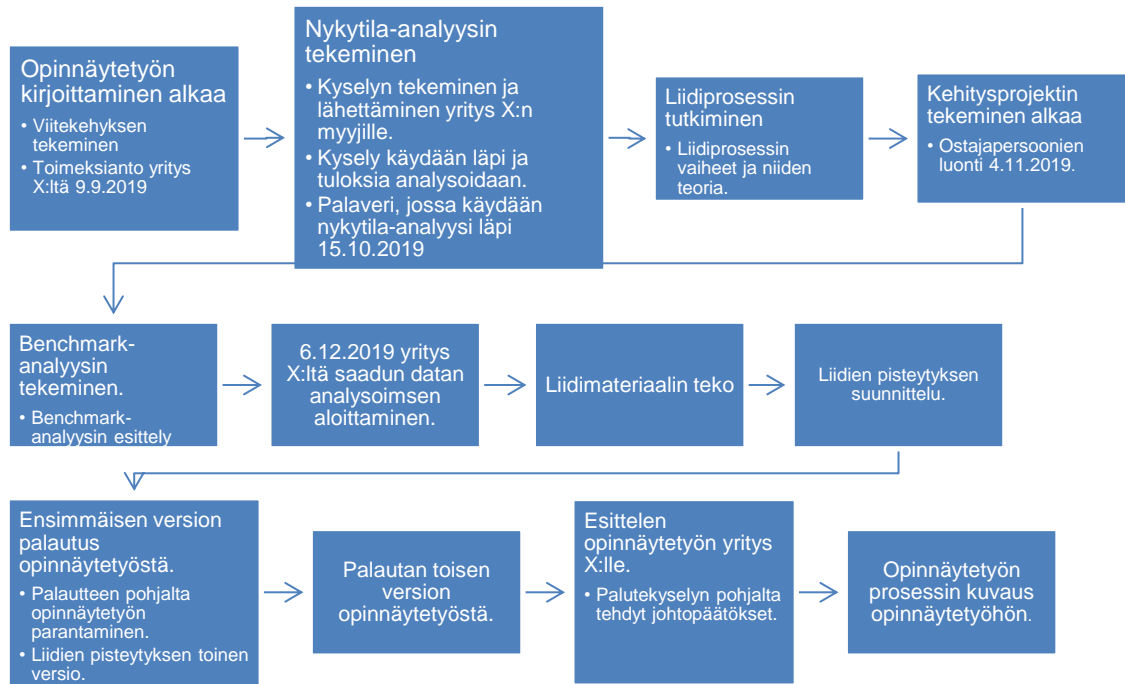 Opinnäytetyön
kirjoittaminen alkaa
• Viitekehyksen
tekeminen
• Toimeksianto yritys
X:ltä 9.9.2019
Nykytila-analyysin
tekeminen
• Kyselyn tekeminen ja
lähettäminen yritys X:n
myyjille.
• Kysely käydään läpi ja
tuloksia analysoidaan.
• Palaveri, jossa käydään
nykytila-analyysi läpi
15.10.2019
Liidiprosessin
tutkiminen
• Liidiprosessin
vaiheet ja niiden
teoria.
Kehitysprojektin
tekeminen alkaa
• Ostajapersoonien
luonti 4.11.2019.
Benchmark-
analyysin
tekeminen.
• Benchmark-
analyysin esittely
6.12.2019 yritys
X:ltä saadun datan
analysoimsen
aloittaminen.
Liidimateriaalin teko
Liidien pisteytyksen
suunnittelu.
Ensimmäisen version
palautus
opinnäytetyöstä.
• Palautteen pohjalta
opinnäytetyön
parantaminen.
• Liidien pisteytyksen toinen
versio.
Palautan toisen
version
opinnäytetyöstä.
Esittelen
opinnäytetyön yritys
X:lle.
• Palutekyselyn pohjalta
tehdyt johtopäätökset.
Opinnäytetyön
prosessin kuvaus
opinnäytetyöhön.